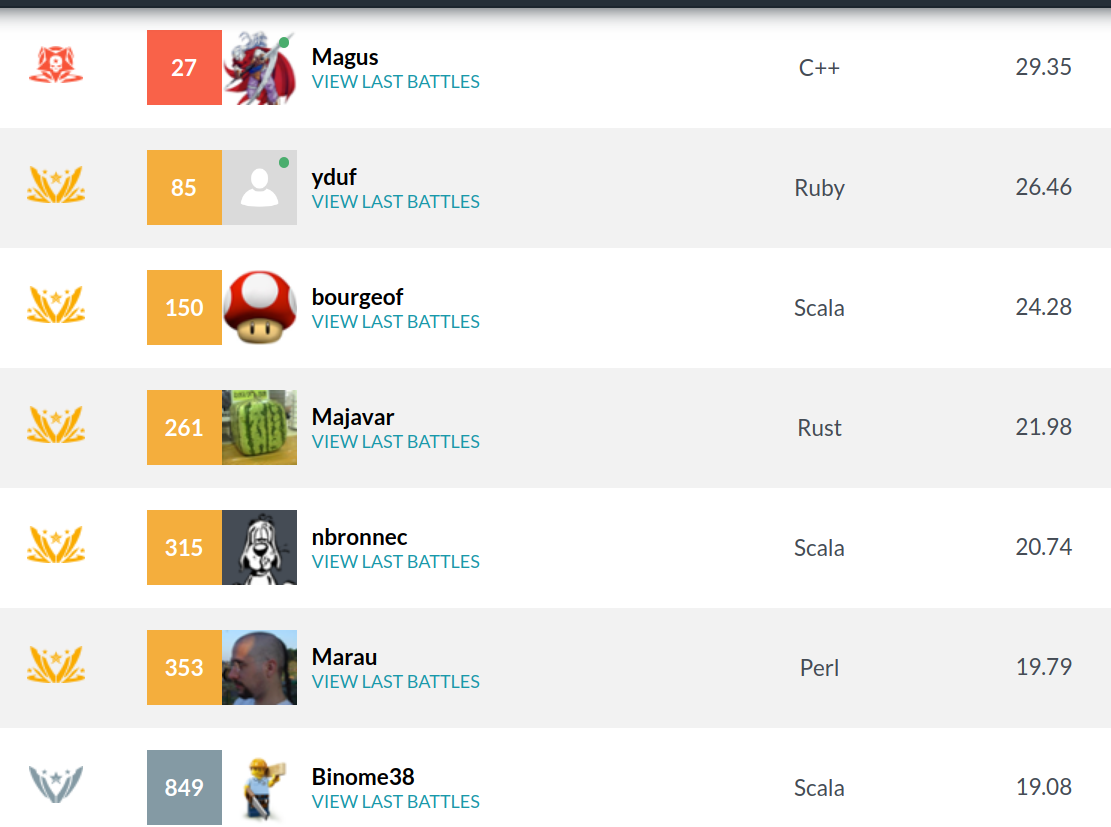 27
Magus
VIEW LAST BATTLES
C++
29.35
85
yduf
VIEW LAST BATTLES
Ruby
26.46
150
bourgeof
VIEW LAST BATTLES
Scala
24.28
261
Majavar
VIEW LAST BATTLES
Rust
21.98
315
nbronnec
VIEW LAST BATTLES
Scala
20.74
353
Marau
VIEW LAST BATTLES
Perl
19.79
849
Binome38
VIEW LAST BATTLES
Scala
19.08